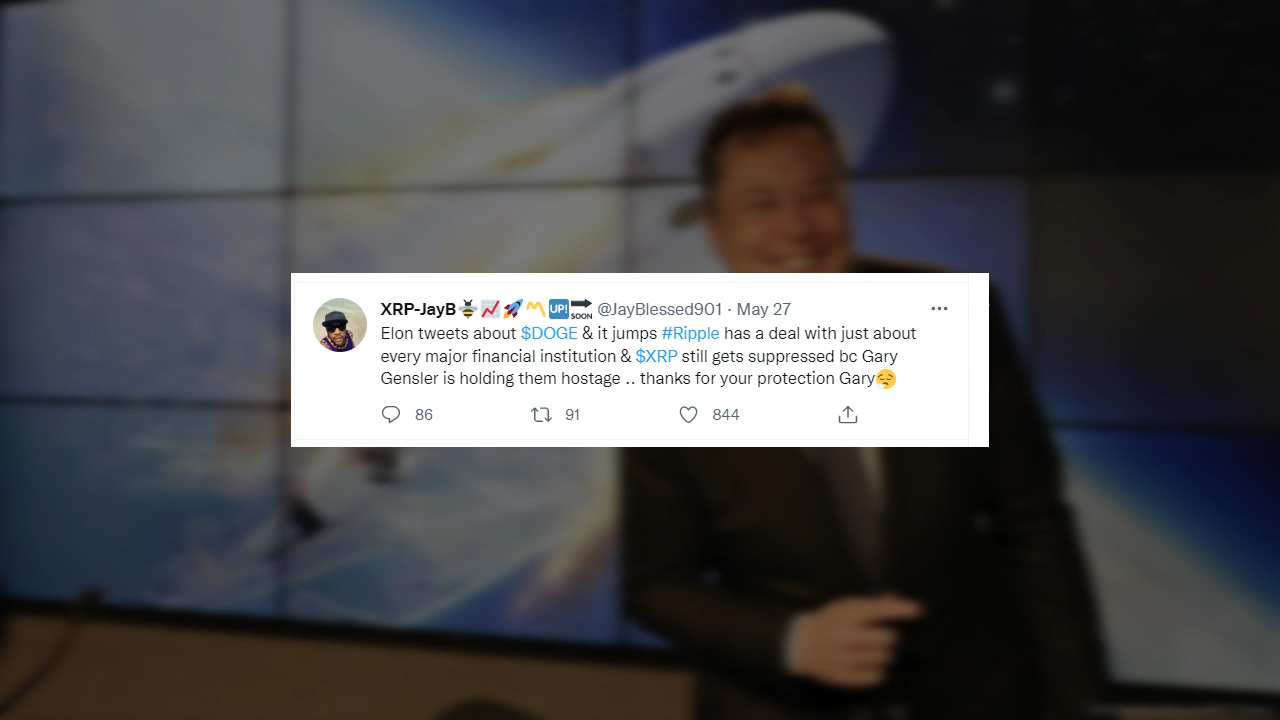 XRP-JayB🐝📈🚀〽️🆙🔜 @JayBlessed901 · May 27
Elon tweets about $DOGE & it jumps #Ripple has a deal with just about
every major financial institution & $XRP still gets suppressed bc Gary
Gensler is holding them hostage .. thanks for your protection Gary😔
86 91 844